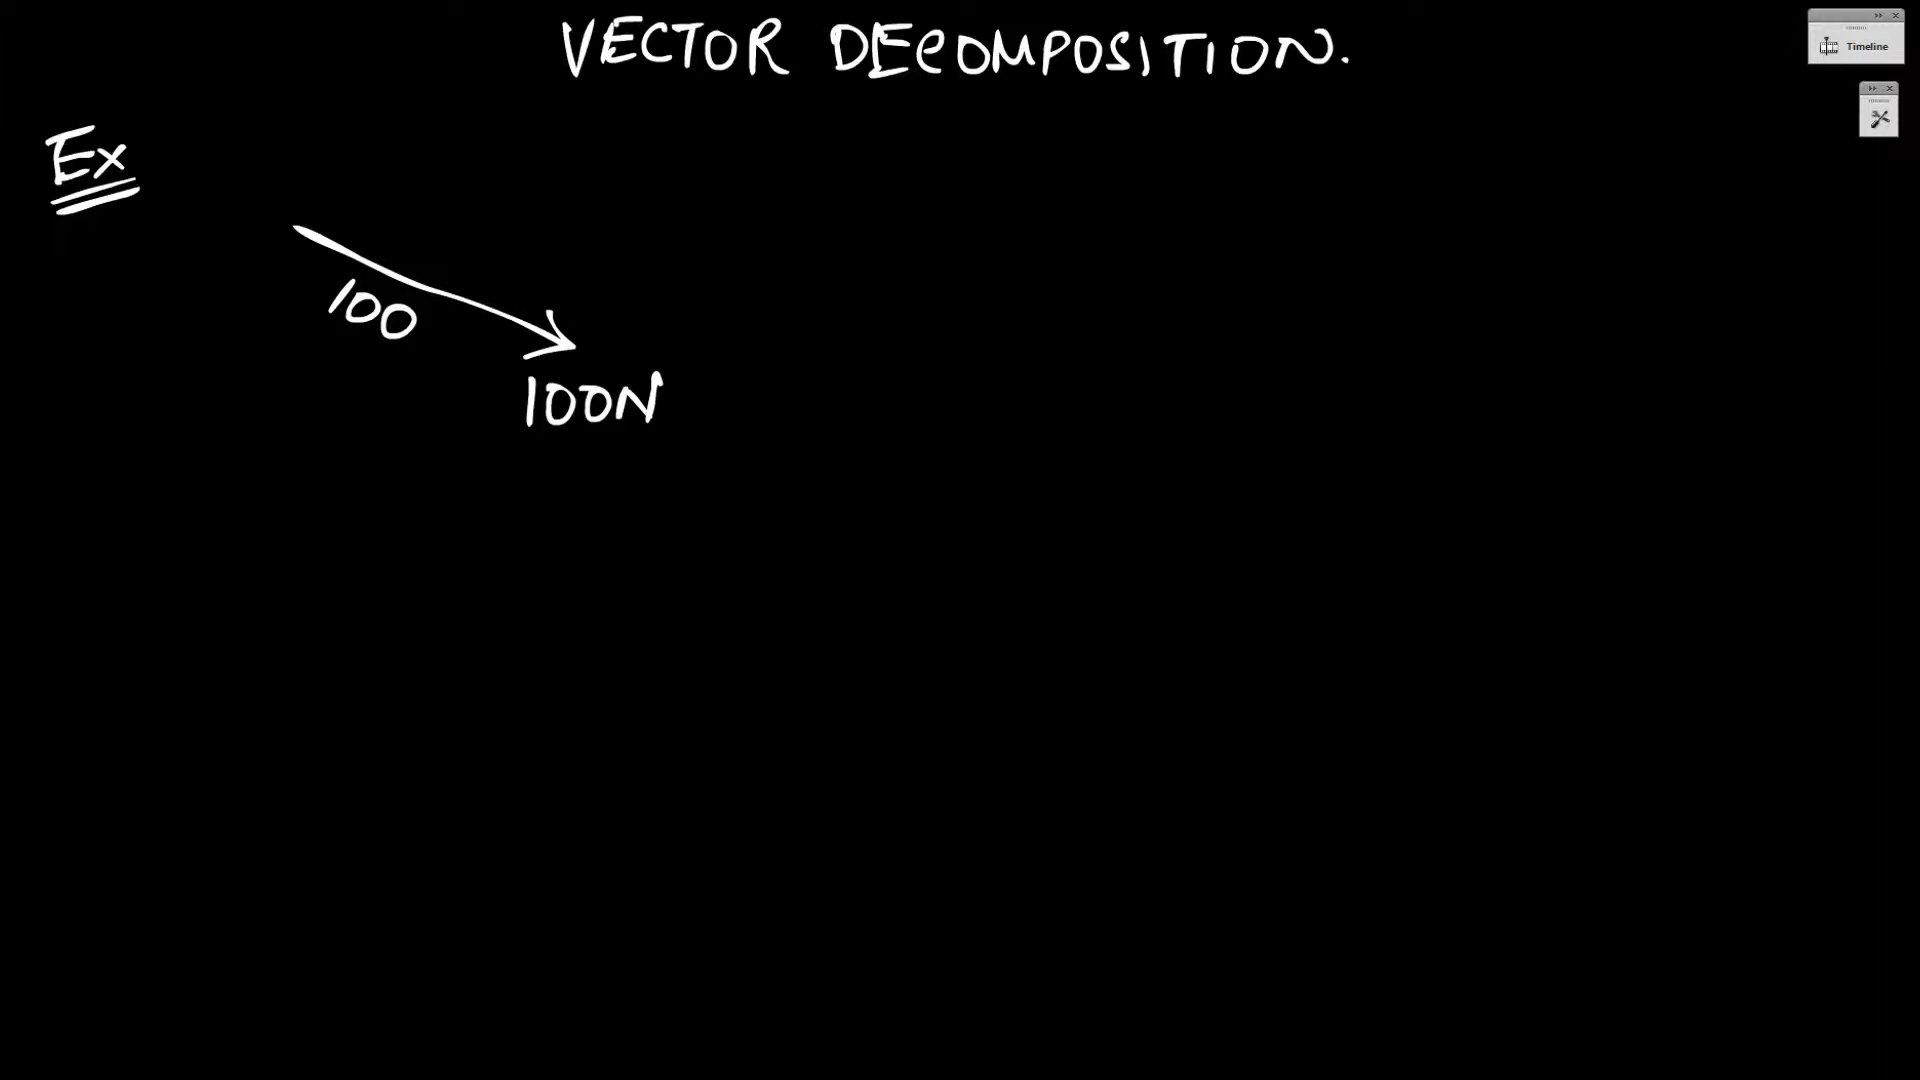 VECTOR DECOMPOSITION.
Timeline
Ex
100
100N